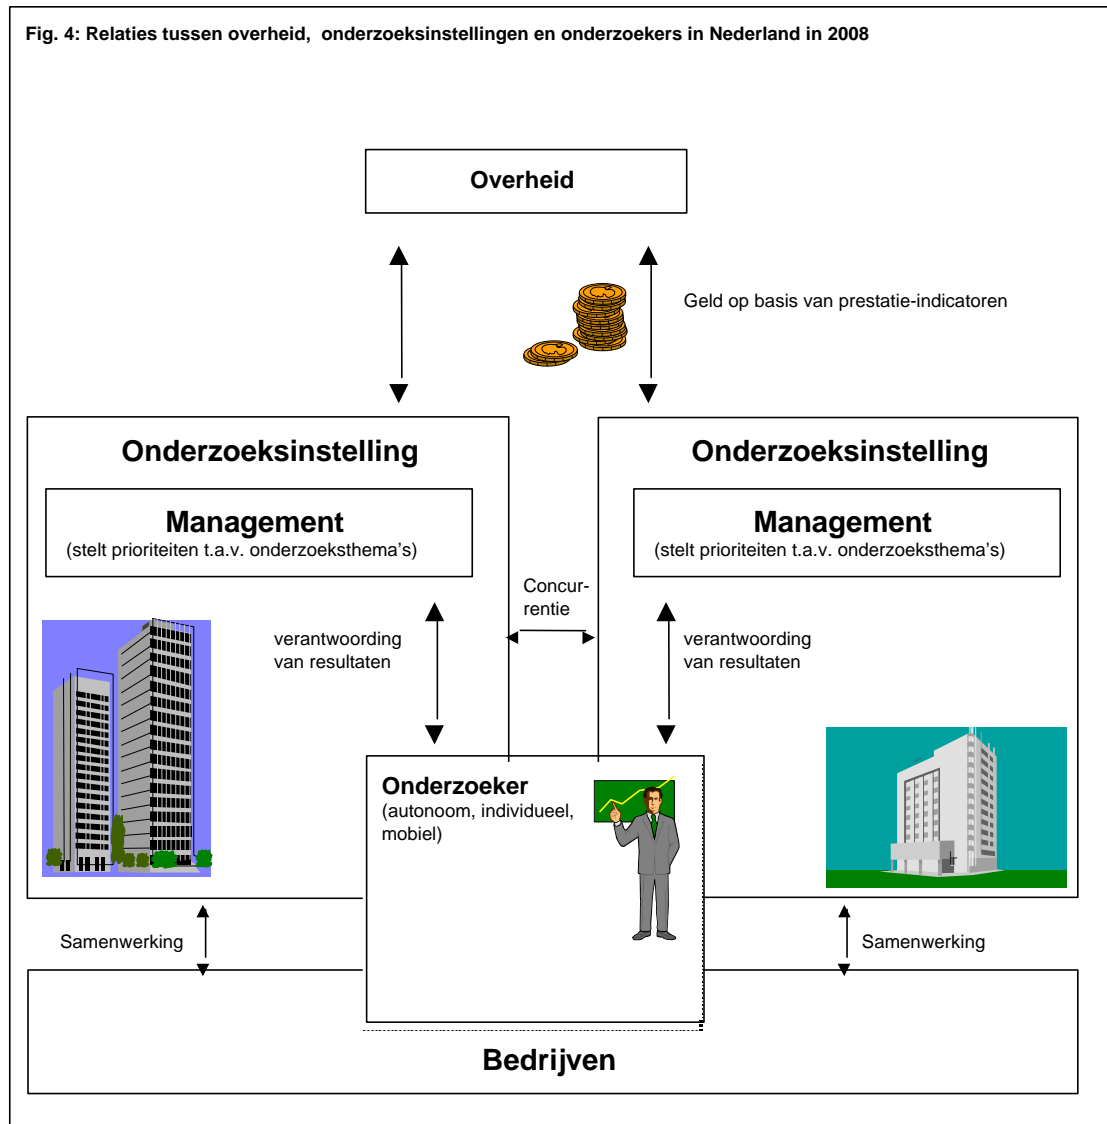 Fig. 4: Relaties tussen overheid, onderzoeksinstellingen en onderzoekers in Nederland in 2008
Overheid
Geld op basis van prestatie-indicatoren
Onderzoeksinstelling
Management
(stelt prioriteiten t.a.v. onderzoeksthema's)
verantwoording
van resultaten
Concur-
rentie
Onderzoeksinstelling
Management
(stelt prioriteiten t.a.v. onderzoeksthema's)
verantwoording
van resultaten
Onderzoeker
(autonoom, individueel,
mobiel)
Samenwerking
Samenwerking
Bedrijven